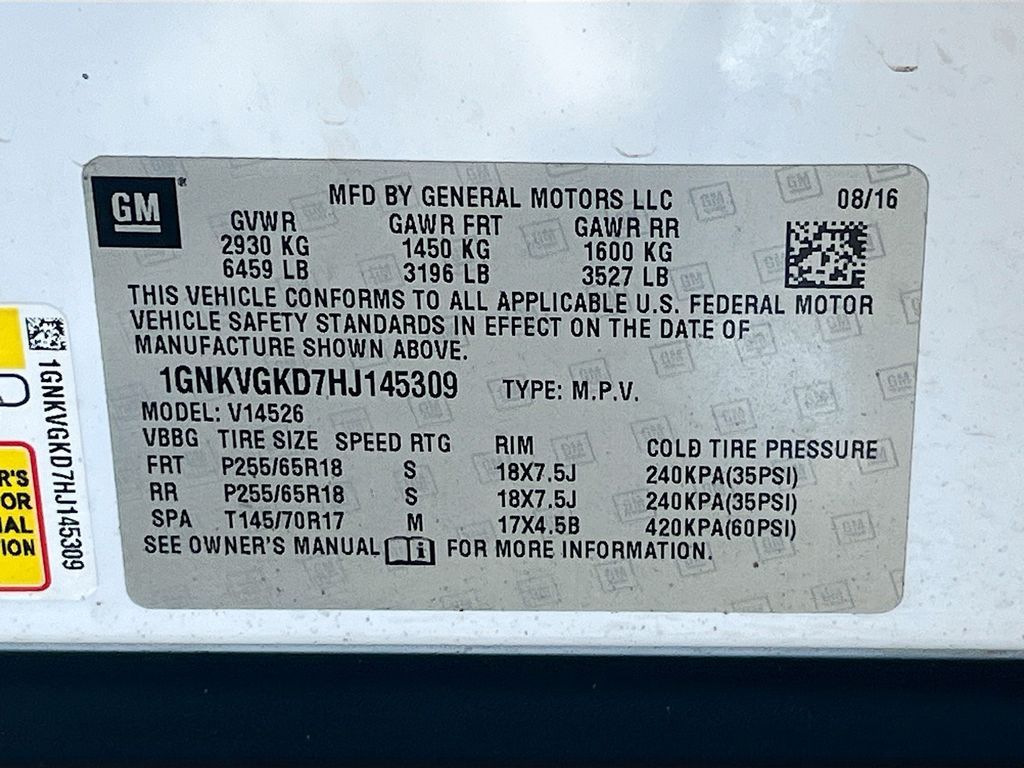 GM
MFD BY GENERAL MOTORS LLC 08/16
GVWR GAWR FRT GAWR RR
2930 KG 1450 KG 1600 KG
6459 LB 3196 LB 3527 LB
THIS VEHICLE CONFORMS TO ALL APPLICABLE U.S. FEDERAL MOTOR
VEHICLE SAFETY STANDARDS IN EFFECT ON THE DATE OF
MANUFACTURE SHOWN ABOVE.
1GNKVGKD7HJ145309 TYPE: M.P.V.
MODEL: V14526
VBBG TIRE SIZE SPEED RTG RIM COLD TIRE PRESSURE
FRT P255/65R18 S 18X7.5J 240KPA(35PSI)
RR P255/65R18 S 18X7.5J 240KPA(35PSI)
SPA T145/70R17 M 17X4.5B 420KPA(60PSI)
SEE OWNER'S MANUAL FOR MORE INFORMATION.
1GNKVGKD7HJ145309
R'S
OR
IAL
ION